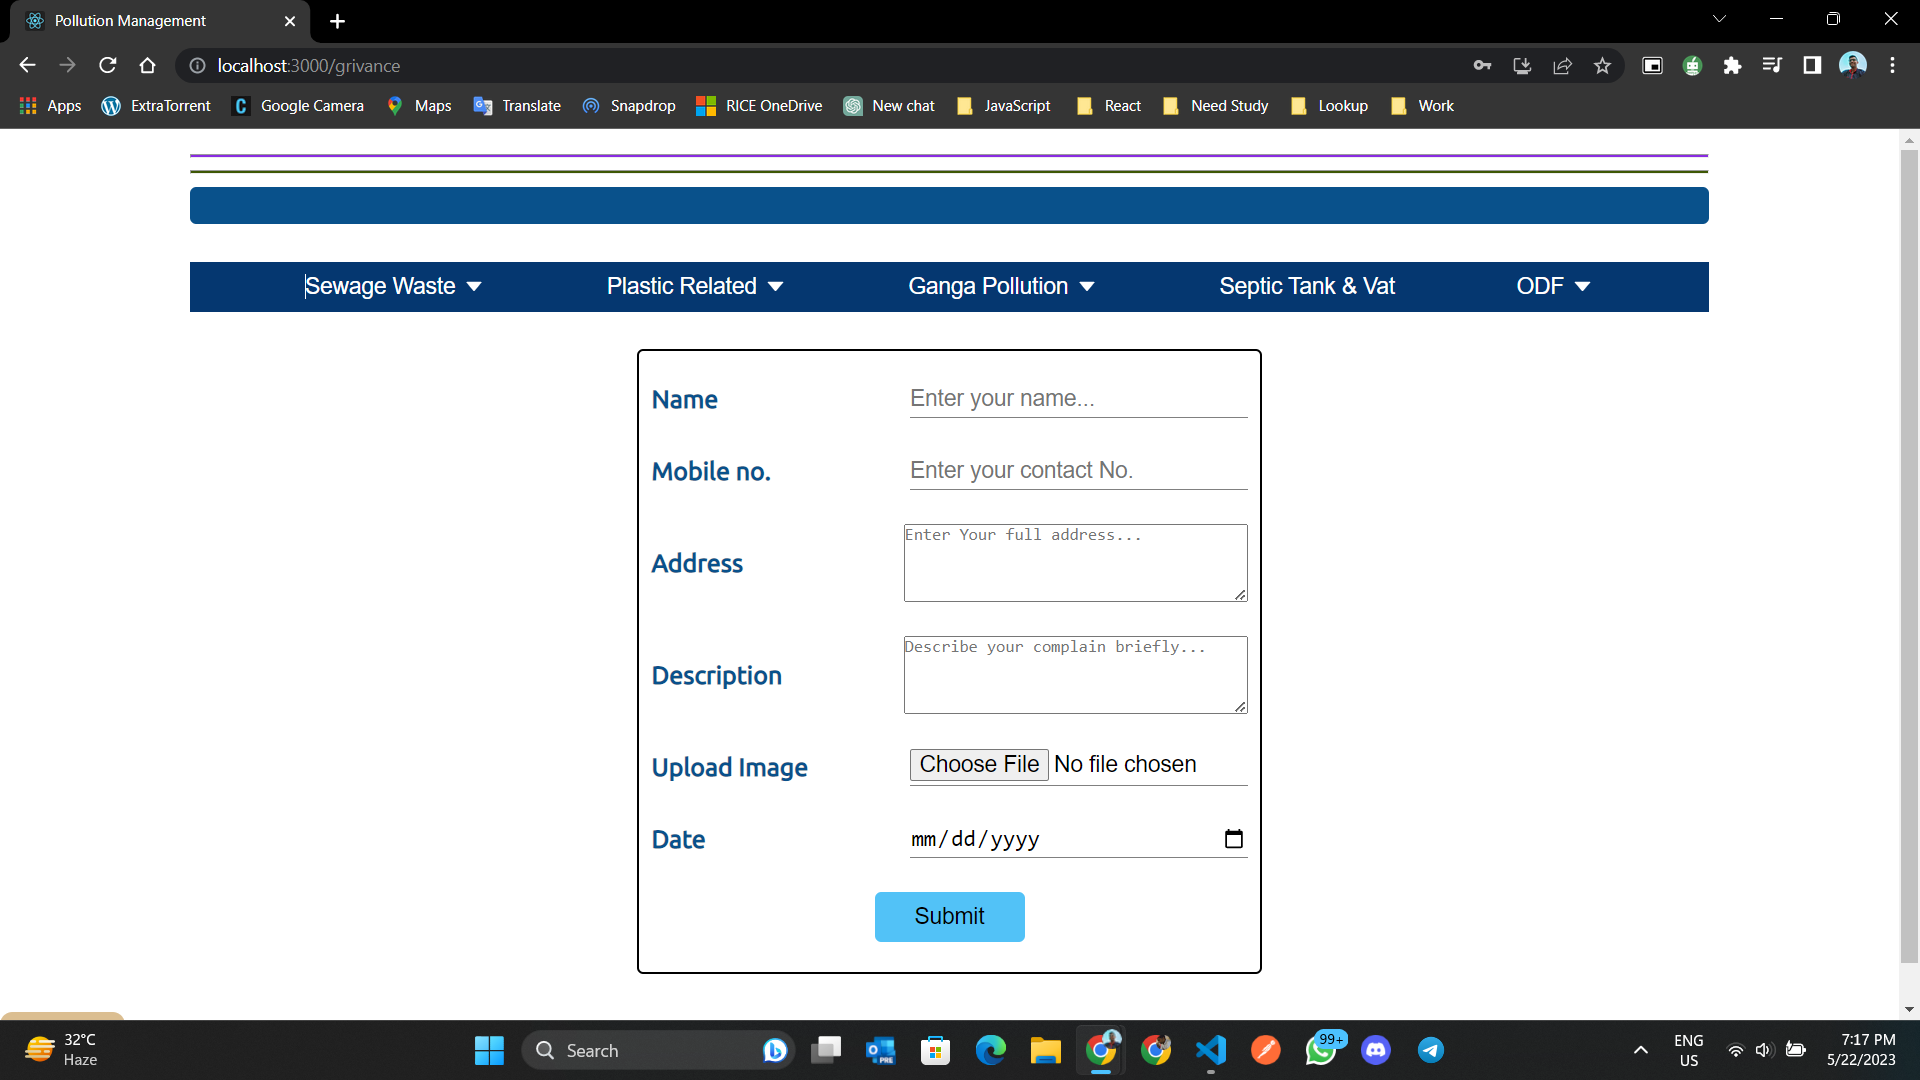 Pollution Management
localhost:3000/grivance
Apps ExtraTorrent Google Camera Maps Translate Snapdrop RICE OneDrive New chat JavaScript React Need Study Lookup Work
Sewage Waste Plastic Related Ganga Pollution Septic Tank & Vat ODF
Name Enter your name...
Mobile no. Enter your contact No.
Address Enter Your full address...
Description Describe your complain briefly...
Upload Image Choose File No file chosen
Date mm/dd/yyyy
Submit
32°C
Haze
Search
PRE
99+
ENG
US
7:17 PM
5/22/2023